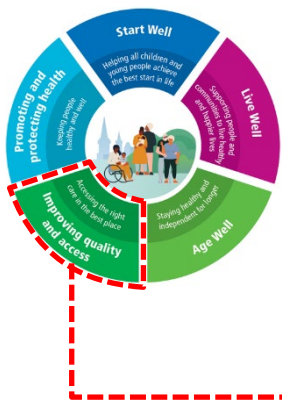 Start Well
Helping all children and
young people achieve
the best start in life
Live Well
Supporting people and
communities to live healthy
and happier lives
Age Well
Staying healthy and
independent for longer
Improving quality
and access
Accessing the right
care in the best place
Promoting and
protecting health
Keeping people
healthy and well